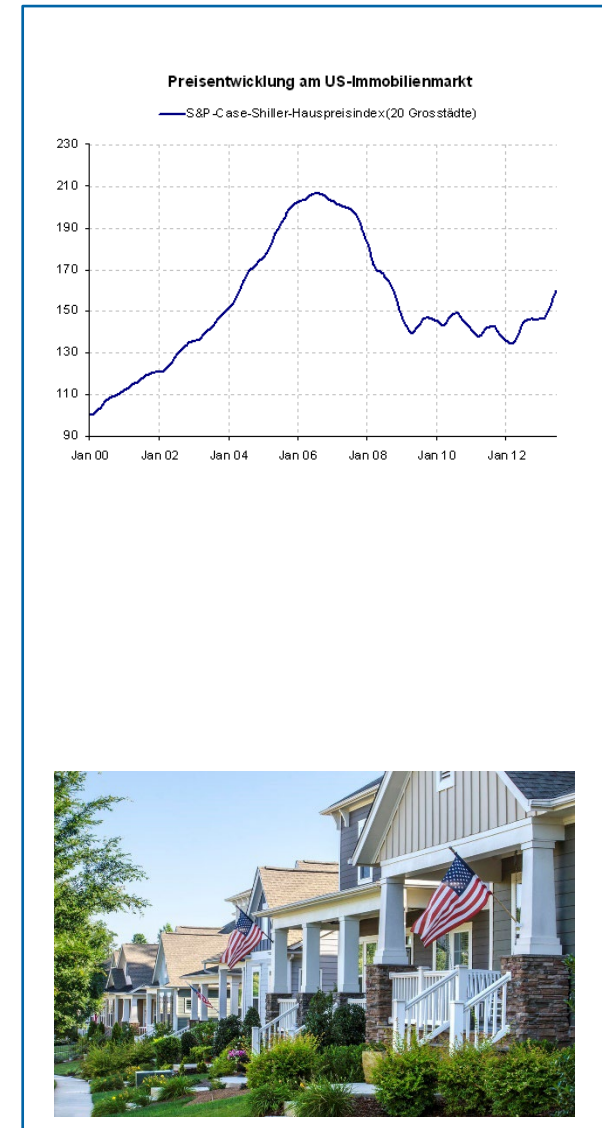 Preisentwicklung am US-Immobilienmarkt
S&P-Case-Shiller-Hauspreisindex(20 Grosstädte)
230
210
190
170
150
130
110
90
Jan 00 Jan 02 Jan 04 Jan 06 Jan 08 Jan 10 Jan 12